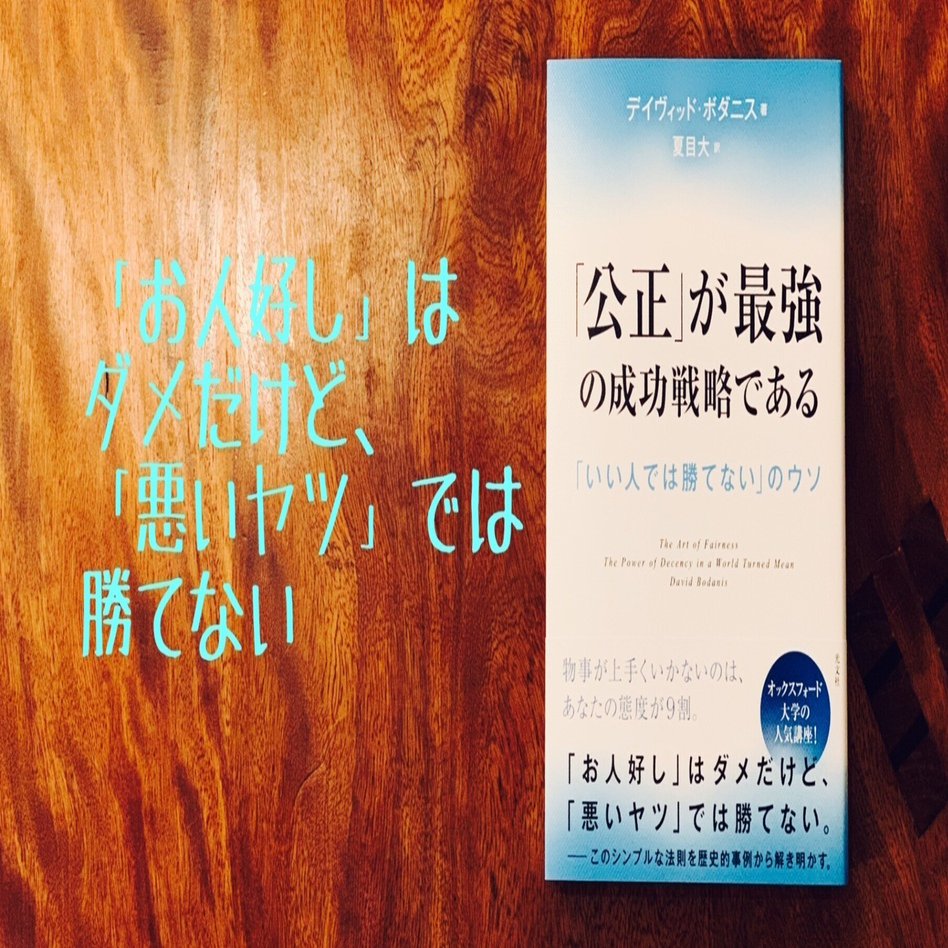 「お人好し」は
ダメだけど、
「悪いヤツ」では
勝てない
デイヴィッド・ボダニス 著
夏目大 訳
「公正」が最強
の成功戦略である
「いい人では勝てない」のウソ
The Art of Fairness
The Power of Decency in a World Turned Mean
David Bodanis
光文社
物事が上手くいかないのは、
あなたの態度が9割。
オックスフォード
大学の
人気講座!
「お人好し」はダメだけど、
「悪いヤツ」では勝てない。
──このシンプルな法則を歴史的事例から解き明かす。